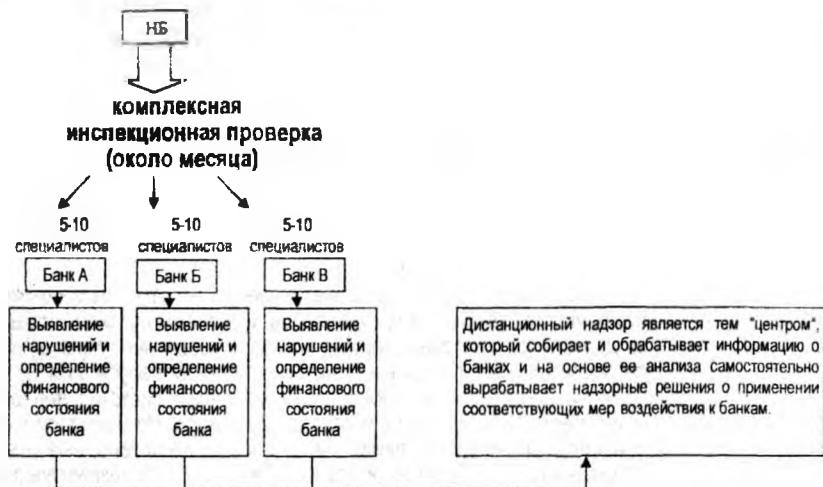 НБ
комплексная
инспекционная проверка
(около месяца)
5-10
специалистов
5-10
специалистов
5-10
специалистов
Банк А
Банк Б
Банк В
Выявление
нарушений и
определение
финансового
состояния
банка
Выявление
нарушений и
определение
финансового
состояния
банка
Выявление
нарушений и
определение
финансового
состояния
банка
Дистанционный надзор является тем "центром",
который собирает и обрабатывает информацию о
банках и на основе ее анализа самостоятельно
вырабатывает надзорные решения о применении
соответствующих мер воздействия к банкам.